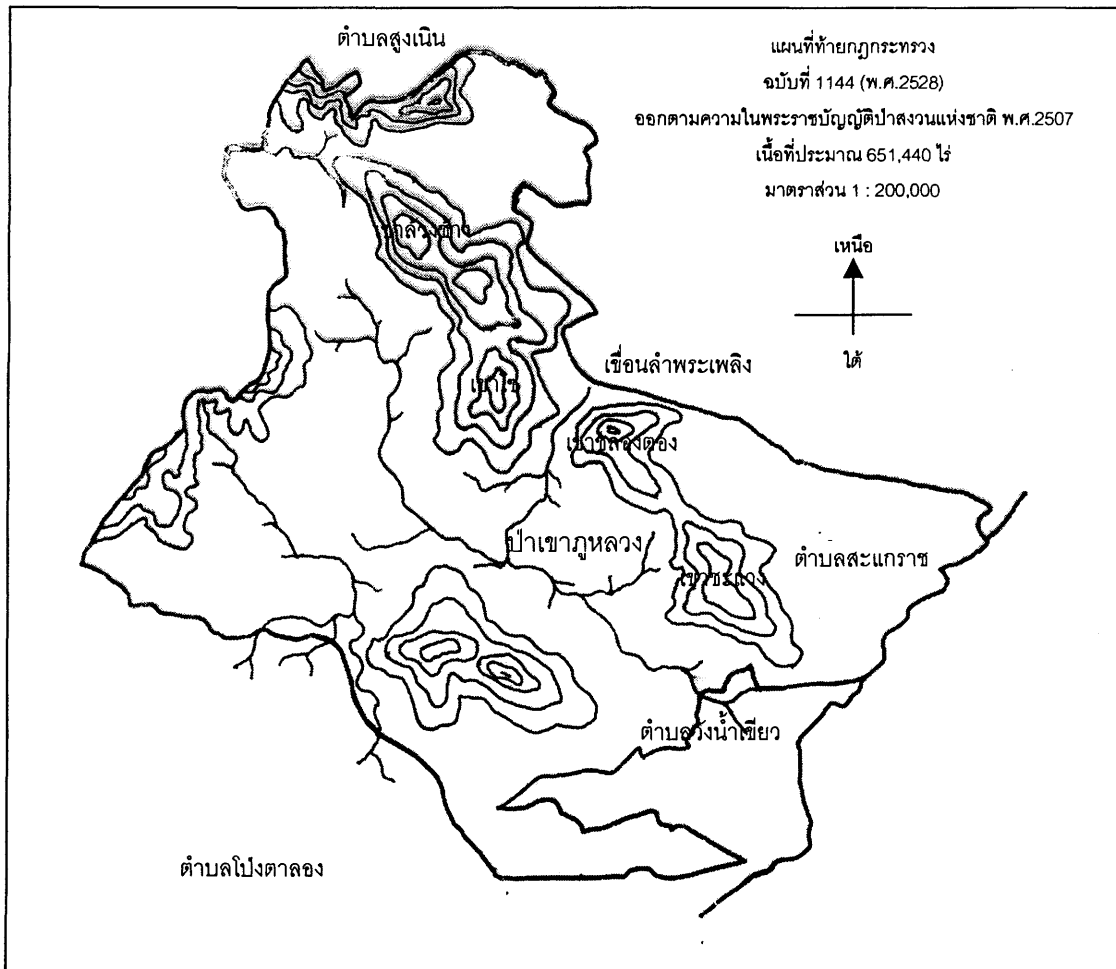 ตำบลสูงเนิน
แผนที่ท้ายกฎกระทรวง
ฉบับที่ 1144 (พ.ศ.2528)
ออกตามความในพระราชบัญญัติป่าสงวนแห่งชาติ พ.ศ.2507
เนื้อที่ประมาณ 651,440 ไร่
มาตราส่วน 1 : 200,000
เหนือ
ใต้
เขื่อนลำพระเพลิง
ป่าเขาภูหลวง
ตำบลสะแกราช
ตำบลวังน้ำเขียว
ตำบลโป่งตาลอง